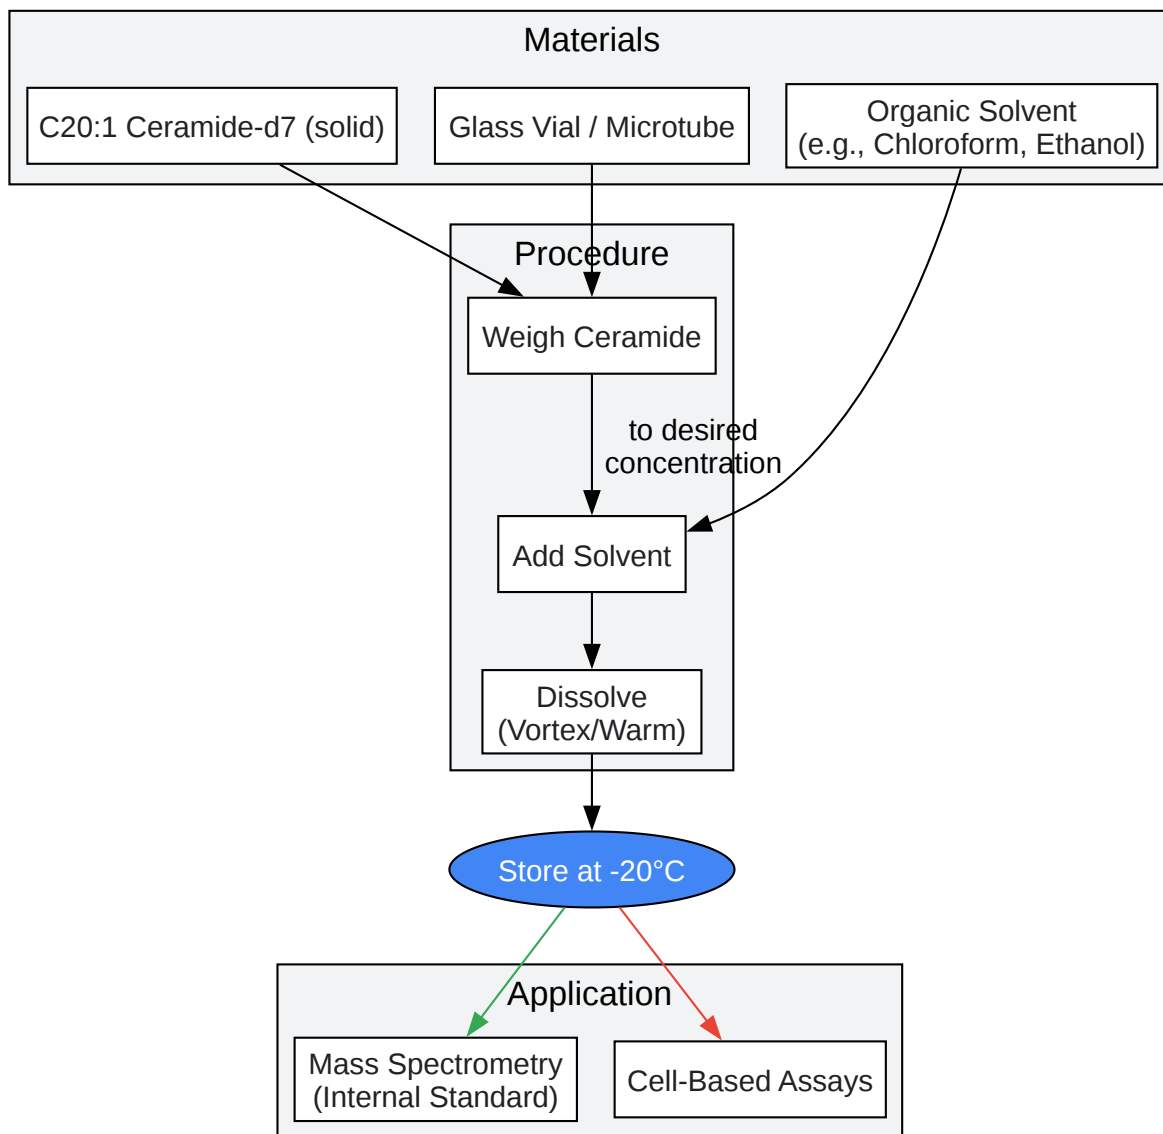 Materials
C20:1 Ceramide-d7 (solid)
Glass Vial / Microtube
Organic Solvent
(e.g., Chloroform, Ethanol)
Procedure
Weigh Ceramide
to desired
concentration
Add Solvent
Dissolve
(Vortex/Warm)
Store at -20°C
Application
Mass Spectrometry
(Internal Standard)
Cell-Based Assays